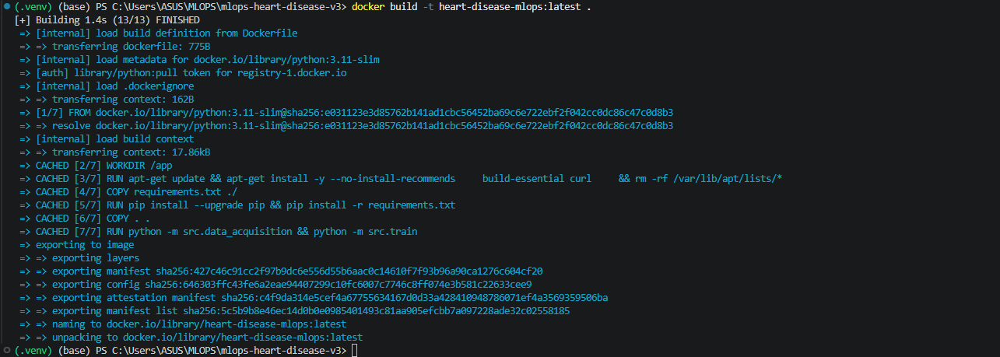 (.venv) (base) PS C:\Users\ASUS\MLOPS\mlops-heart-disease-v3> docker build -t heart-disease-mlops:latest .
[+] Building 1.4s (13/13) FINISHED
=> [internal] load build definition from Dockerfile
=> => transferring dockerfile: 775B
=> [internal] load metadata for docker.io/library/python:3.11-slim
=> [auth] library/python:pull token for registry-1.docker.io
=> [internal] load .dockerignore
=> => transferring context: 162B
=> [1/7] FROM docker.io/library/python:3.11-slim@sha256:e031123e3d85762b141ad1cbc56452ba69c6e722ebf2f042cc0dc86c47c0d8b3
=> => resolve docker.io/library/python:3.11-slim@sha256:e031123e3d85762b141ad1cbc56452ba69c6e722ebf2f042cc0dc86c47c0d8b3
=> [internal] load build context
=> => transferring context: 17.86kB
=> CACHED [2/7] WORKDIR /app
=> CACHED [3/7] RUN apt-get update && apt-get install -y --no-install-recommends     build-essential curl     && rm -rf /var/lib/apt/lists/*
=> CACHED [4/7] COPY requirements.txt ./
=> CACHED [5/7] RUN pip install --upgrade pip && pip install -r requirements.txt
=> CACHED [6/7] COPY . .
=> CACHED [7/7] RUN python -m src.data_acquisition && python -m src.train
=> exporting to image
=> => exporting layers
=> => exporting manifest sha256:427c46c91cc2f97b9dc6e556d55b6aac0c14610f7f93b96a90ca1276c604cf20
=> => exporting config sha256:646303ffc43fe6a2eae94407299c10fc6007c7746c8ff074e3b581c22633cee9
=> => exporting attestation manifest sha256:c4f9da314e5cef4a67755634167d0d33a428410948786071ef4a3569359506ba
=> => exporting manifest list sha256:5c5b9b8e46ec14d0b0e0985401493c81aa905efcbb7a097228ade32c02558185
=> => naming to docker.io/library/heart-disease-mlops:latest
=> => unpacking to docker.io/library/heart-disease-mlops:latest
(.venv) (base) PS C:\Users\ASUS\MLOPS\mlops-heart-disease-v3>